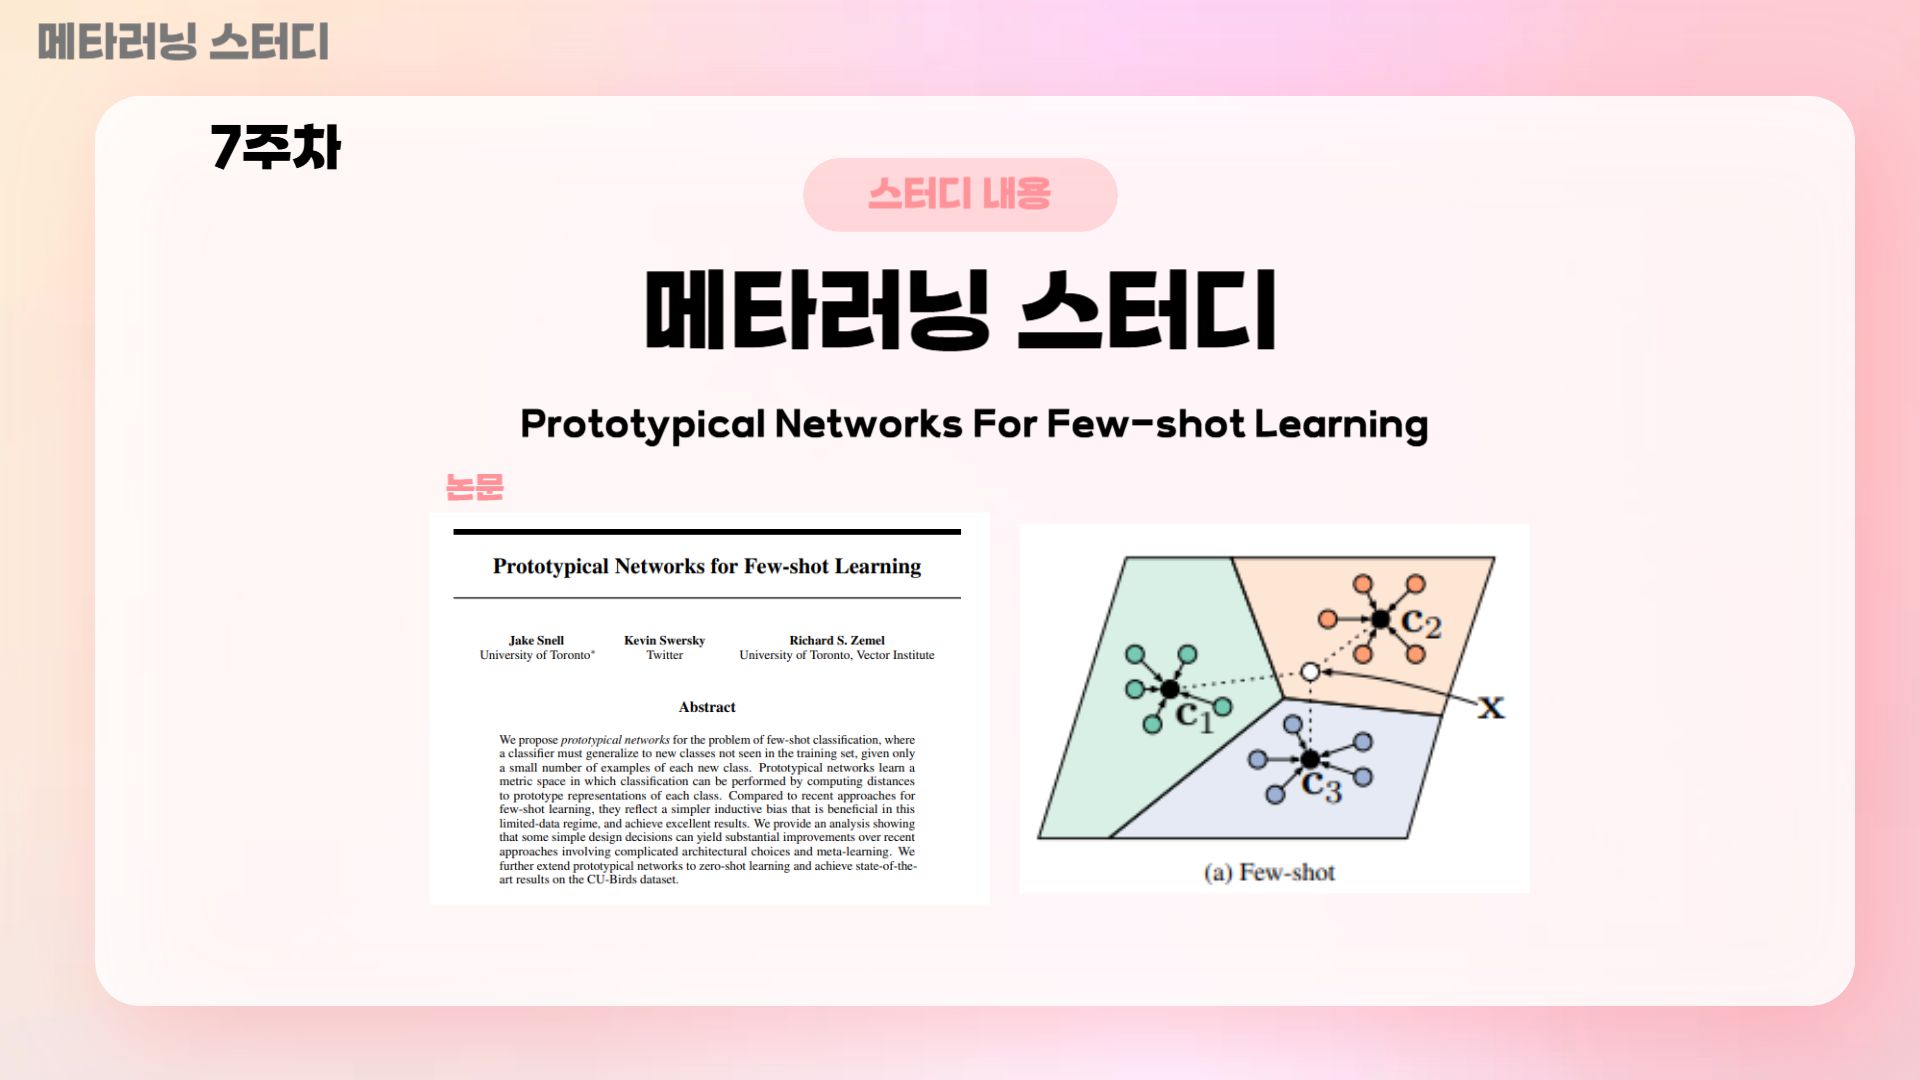 메타러닝 스터디
7주차
스터디 내용
메타러닝 스터디
Prototypical Networks For Few-shot Learning
논문
Prototypical Networks for Few-shot Learning
Jake Snell
University of Toronto*
Kevin Swersky
Twitter
Richard S. Zemel
University of Toronto, Vector Institute
Abstract
We propose prototypical networks for the problem of few-shot classification, where
a classifier must generalize to new classes not seen in the training set, given only
a small number of examples of each new class. Prototypical networks learn a
metric space in which classification can be performed by computing distances
to prototype representations of each class. Compared to recent approaches for
few-shot learning, they reflect a simpler inductive bias that is beneficial in this
limited-data regime, and achieve excellent results. We provide an analysis showing
that some simple design decisions can yield substantial improvements over recent
approaches involving complicated architectural choices and meta-learning. We
further extend prototypical networks to zero-shot learning and achieve state-of-the-
art results on the CU-Birds dataset.
c2
c1
x
c3
(a) Few-shot